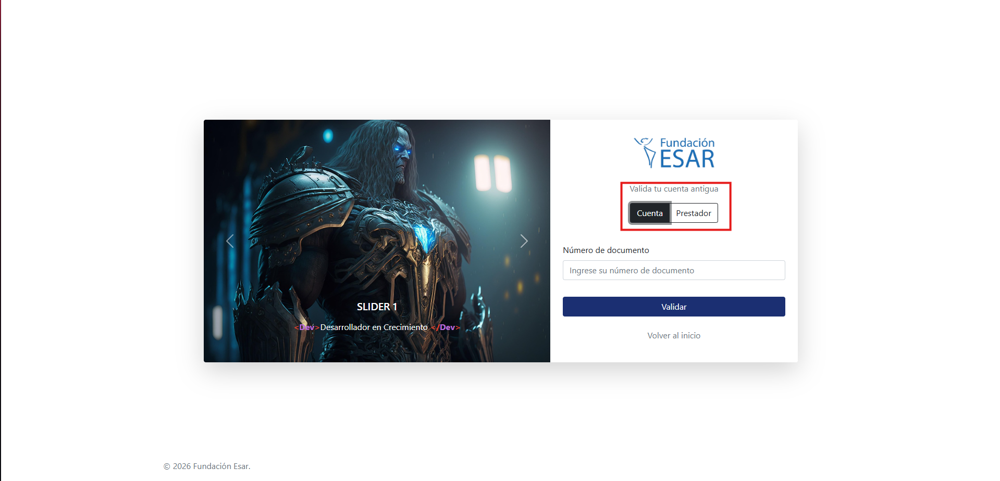 Fundación
ESAR
Valida tu cuenta antigua
Cuenta
Prestador
Número de documento
Ingrese su número de documento
Validar
Volver al inicio
SLIDER 1
<Dev>Desarrollador en Crecimiento </Dev>
© 2026 Fundación Esar.